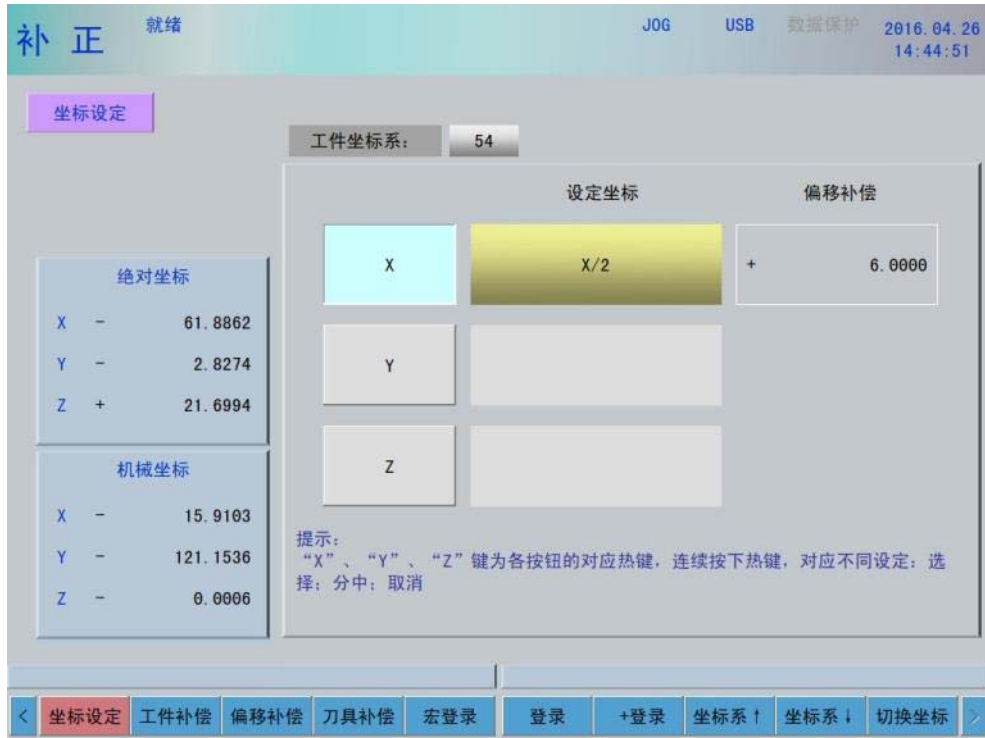 补 正 就绪 JOG USB 数据保护 2016.04.26
14:44:51
坐标设定
工件坐标系： 54
设定坐标 偏移补偿
X X/2 + 6.0000
Y
Z
绝对坐标
X - 61.8862
Y - 2.8274
Z + 21.6994
机械坐标
X - 15.9103
Y - 121.1536
Z - 0.0006
提示：
“X”、“Y”、“Z”键为各按钮的对应热键，连续按下热键，对应不同设定：选
择；分中；取消
< 坐标设定 工件补偿 偏移补偿 刀具补偿 宏登录 登录 +登录 坐标系↑ 坐标系↓ 切换坐标 >